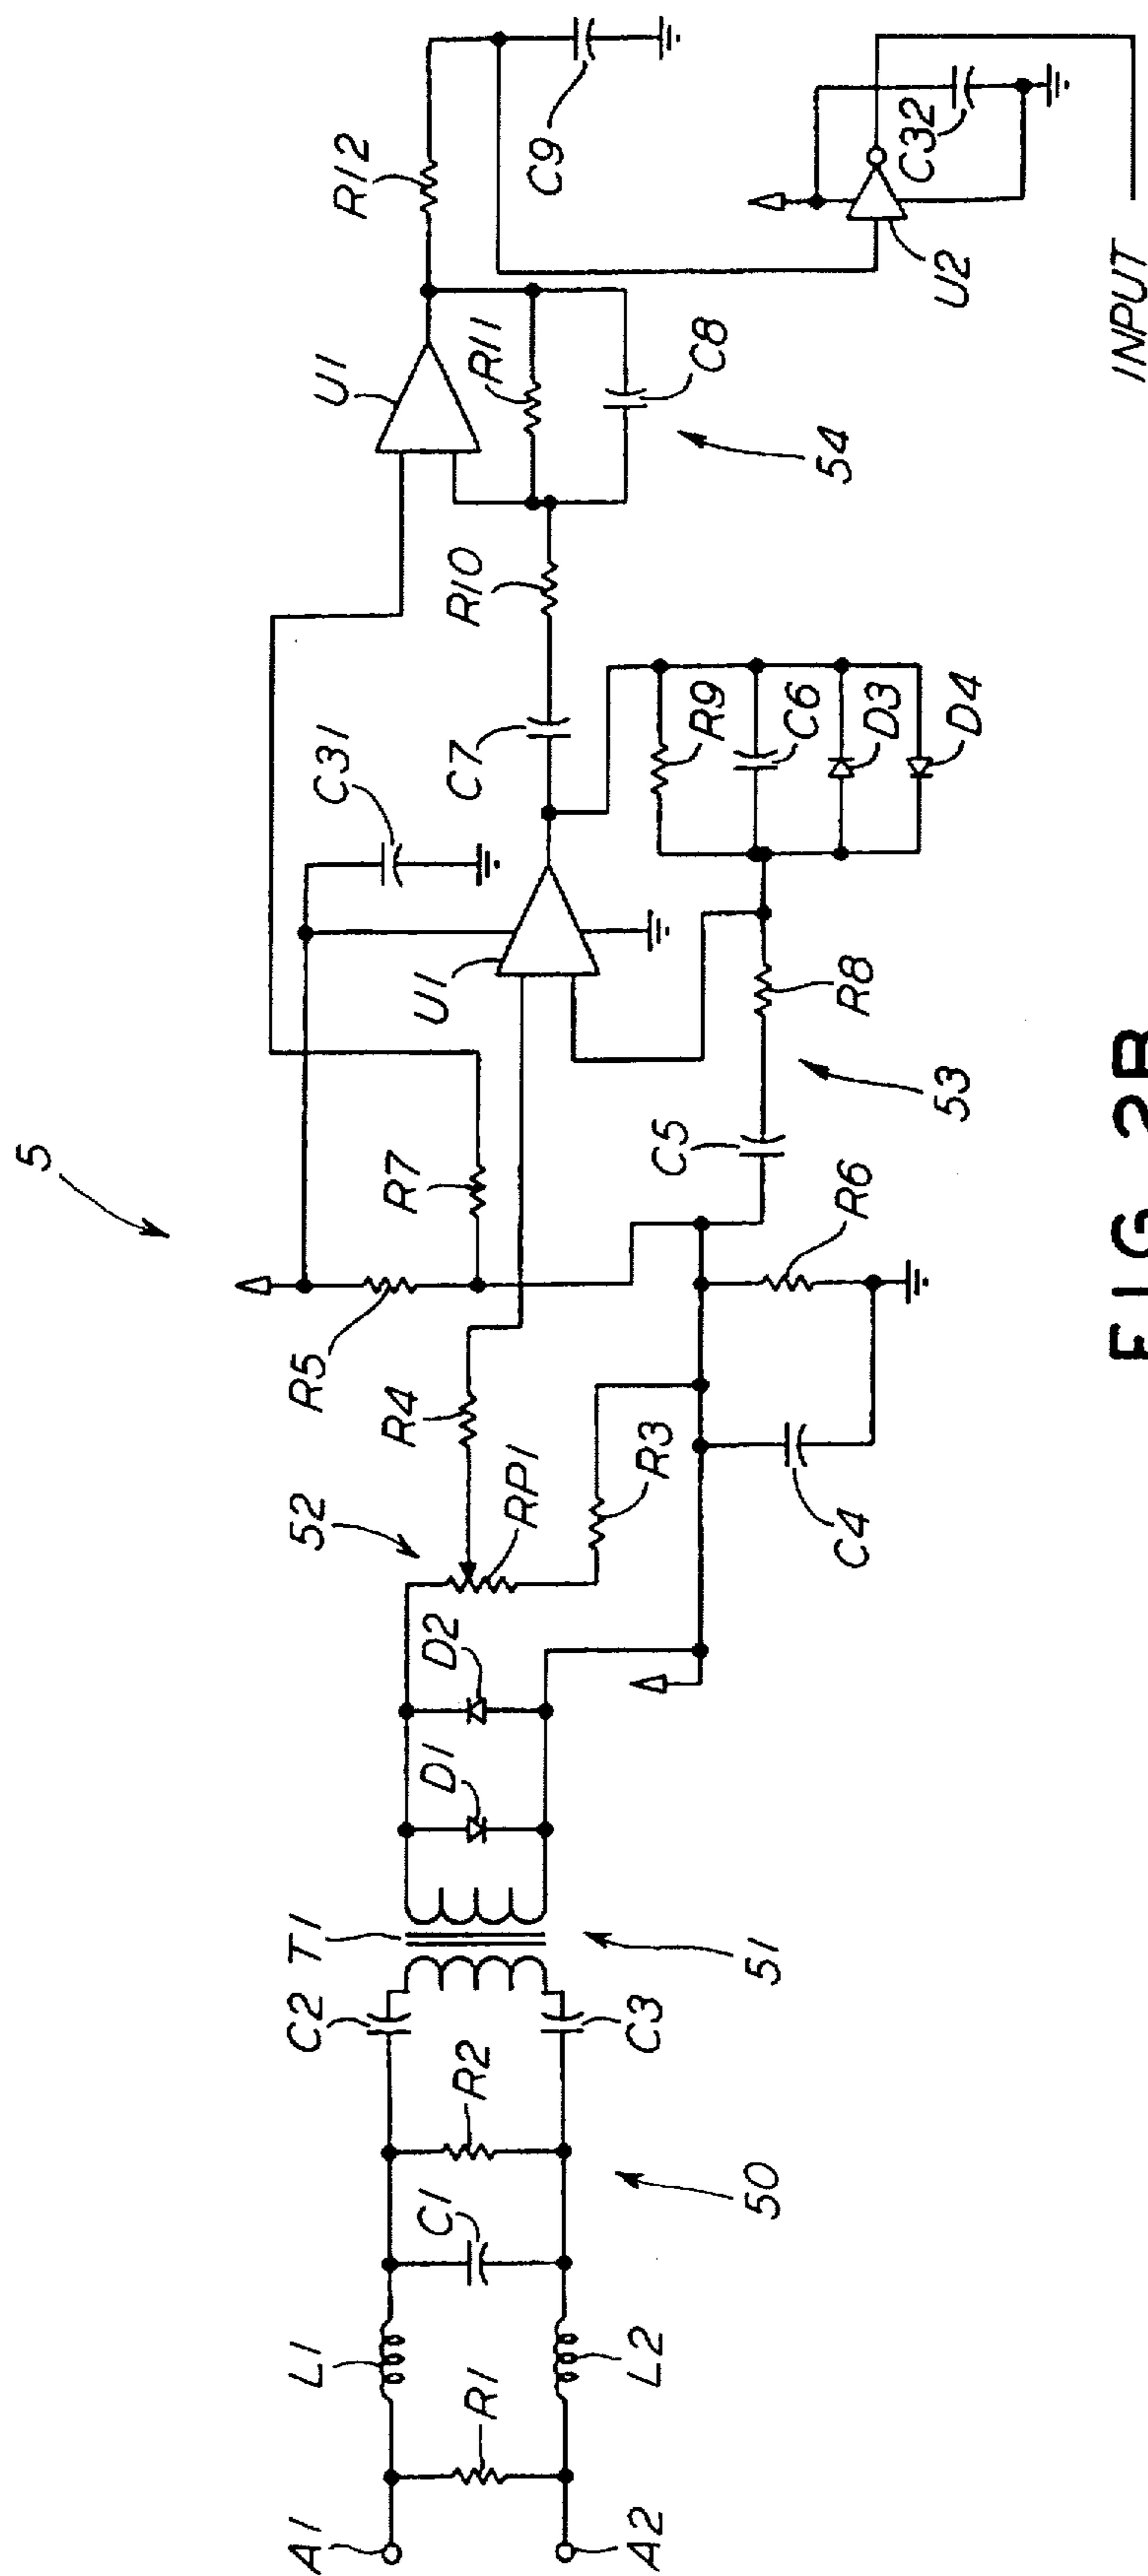 5
A1
A2
R1
L1
L2
C1
R2
50
C2
C3
T1
51
D1
D2
52
RP1
R3
R4
C4
R5
R6
R7
C5
53
R8
U1
C31
R9
C6
D3
D4
C7
R10
U1
R11
C8
54
R12
C9
U2
C32
INPUT
FIG. 2B